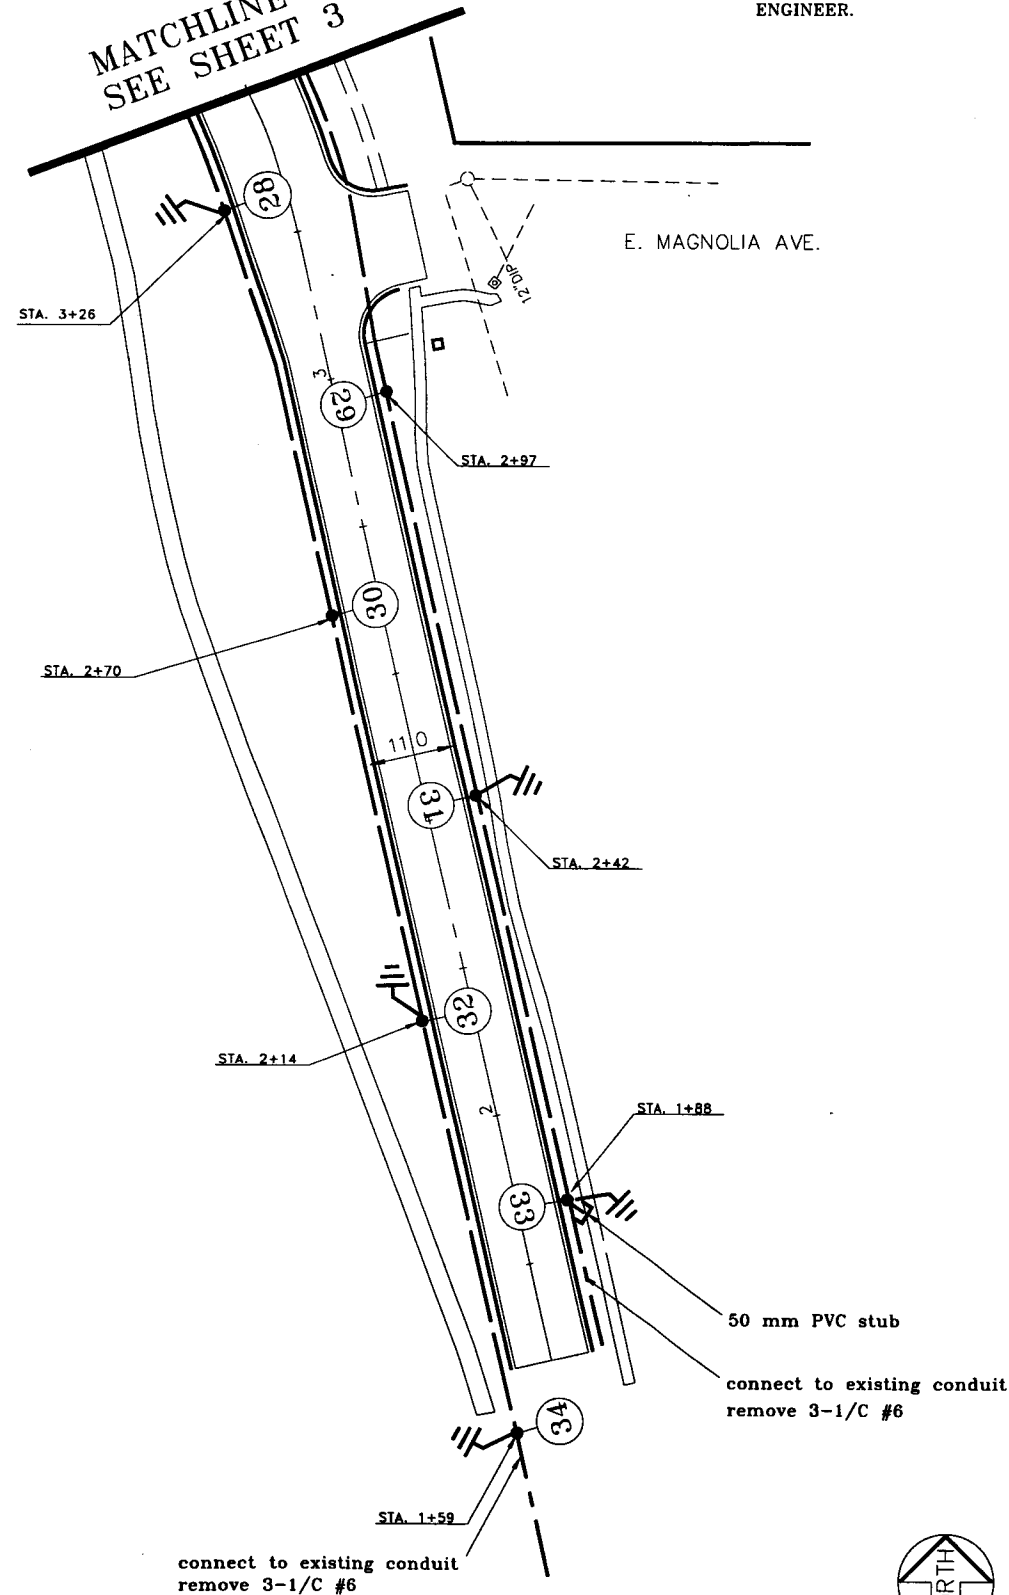 ENGINEER.
MATCHLINE
SEE SHEET 3
28
E. MAGNOLIA AVE.
12"DIP
STA. 3+26
3
29
STA. 2+97
30
STA. 2+70
11.0
31
STA. 2+42
32
STA. 2+14
2
STA. 1+88
33
50 mm PVC stub
connect to existing conduit
remove 3-1/C #6
34
STA. 1+59
connect to existing conduit
remove 3-1/C #6